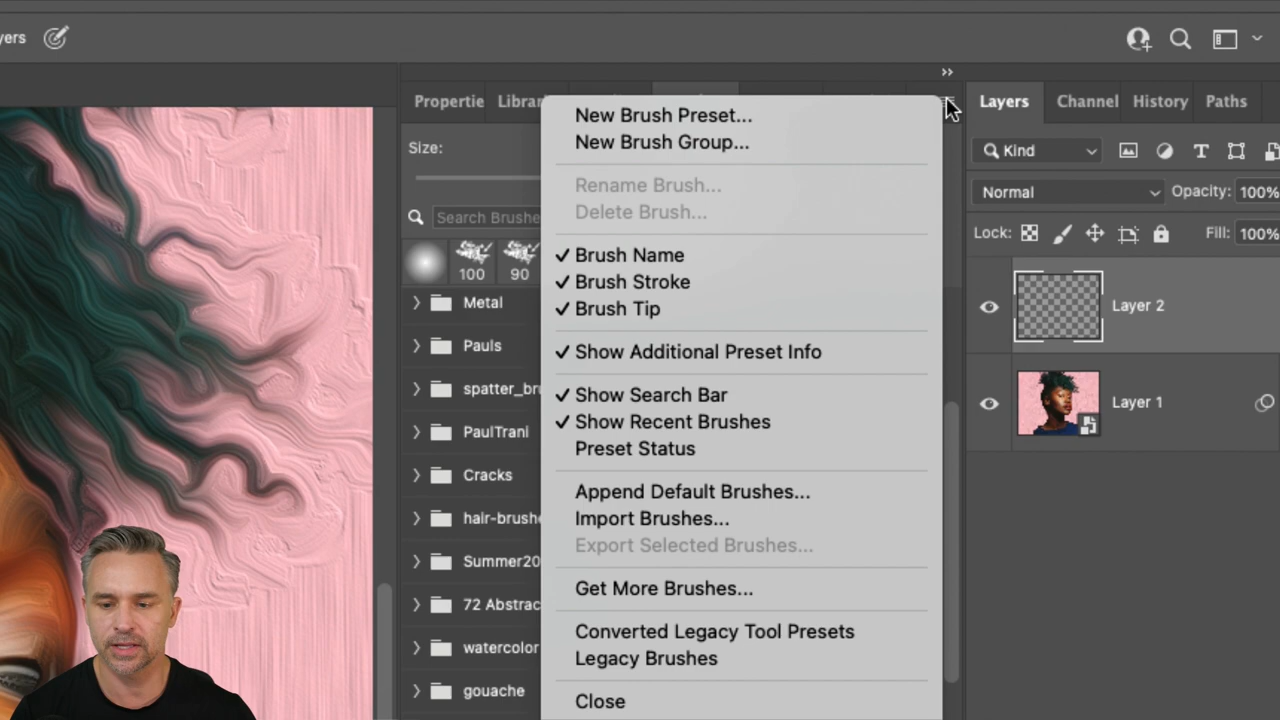 yers
Propertie
Librar
Layers
Channel
History
Paths
Size:
Search Brushe
100
90
Metal
Pauls
spatter_bru
PaulTrani
Cracks
hair-brushe
Summer20
72 Abstrac
watercolor
gouache
New Brush Preset...
New Brush Group...
Rename Brush...
Delete Brush...
Brush Name
Brush Stroke
Brush Tip
Show Additional Preset Info
Show Search Bar
Show Recent Brushes
Preset Status
Append Default Brushes...
Import Brushes...
Export Selected Brushes...
Get More Brushes...
Converted Legacy Tool Presets
Legacy Brushes
Close
Kind
Normal
Opacity: 100%
Lock:
Fill: 100%
Layer 2
Layer 1